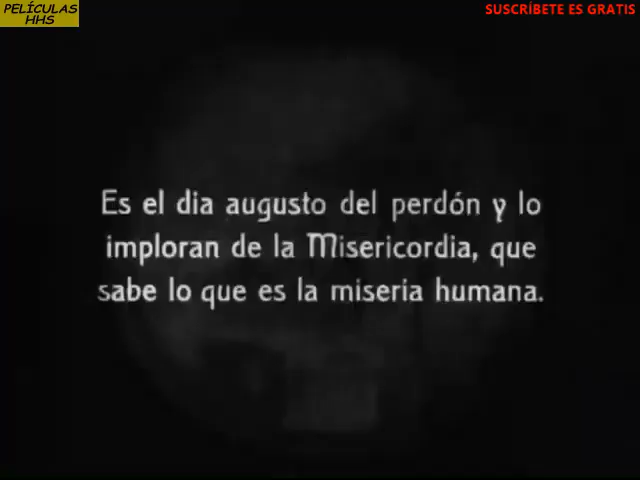 PELÍCULAS
HHS
SUSCRÍBETE ES GRATIS
Es el dia augusto del perdón y lo
imploran de la Misericordia, que
sabe lo que es la miseria humana.